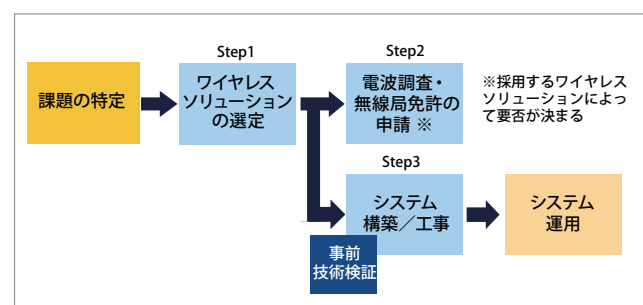 Step1
Step2
課題の特定
ワイヤレス
ソリューション
の選定
電波調査・
無線局免許の
申請 ※
※採用するワイヤレス
ソリューションによっ
て要否が決まる
Step3
システム
構築／工事
システム
運用
事前
技術検証